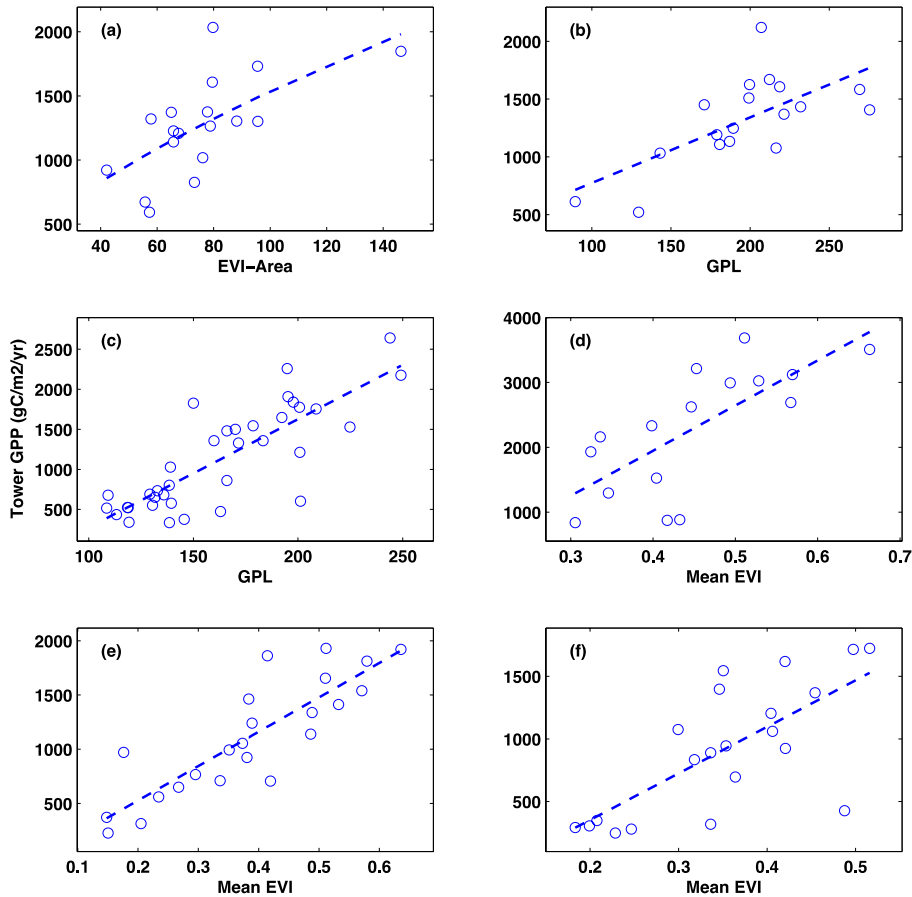 (a)
2000
1500
1000
500
40 60 80 100 120 140
EVI−Area
(b)
2000
1500
1000
500
100 150 200 250
GPL
Tower GPP (gC/m2/yr)
(c)
2500
2000
1500
1000
500
100 150 200 250
GPL
(d)
4000
3000
2000
1000
0.3 0.4 0.5 0.6 0.7
Mean EVI
(e)
2000
1500
1000
500
0.1 0.2 0.3 0.4 0.5 0.6
Mean EVI
(f)
1500
1000
500
0.2 0.3 0.4 0.5
Mean EVI